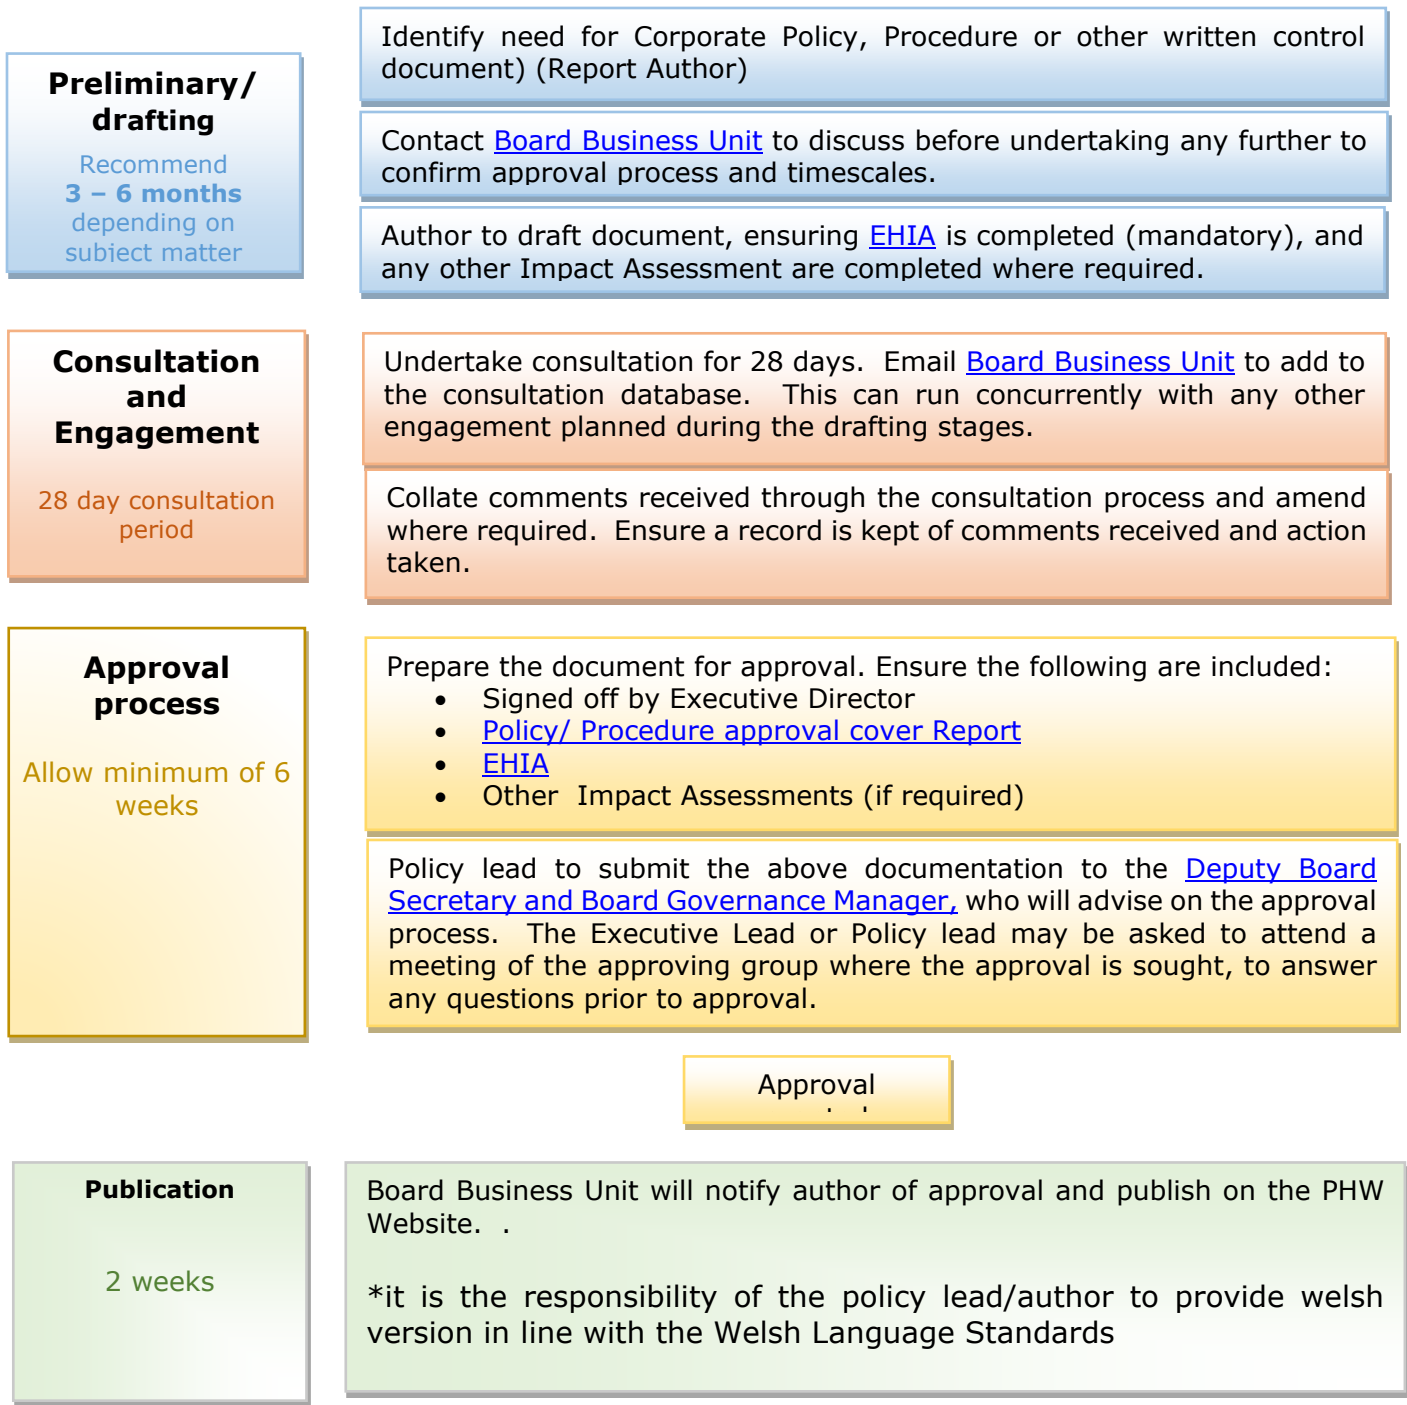 Preliminary/
drafting
Recommend
3 – 6 months
depending on
subject matter
Identify need for Corporate Policy, Procedure or other written control
document) (Report Author)
Contact Board Business Unit to discuss before undertaking any further to
confirm approval process and timescales.
Author to draft document, ensuring EHIA is completed (mandatory), and
any other Impact Assessment are completed where required.
Consultation
and
Engagement
28 day consultation
period
Undertake consultation for 28 days.  Email Board Business Unit to add to
the consultation database.  This can run concurrently with any other
engagement planned during the drafting stages.
Collate comments received through the consultation process and amend
where required.  Ensure a record is kept of comments received and action
taken.
Approval
process
Allow minimum of 6
weeks
Prepare the document for approval. Ensure the following are included:
• Signed off by Executive Director
• Policy/ Procedure approval cover Report
• EHIA
• Other  Impact Assessments (if required)
Policy lead to submit the above documentation to the Deputy Board
Secretary and Board Governance Manager, who will advise on the approval
process.  The Executive Lead or Policy lead may be asked to attend a
meeting of the approving group where the approval is sought, to answer
any questions prior to approval.
Approval
Publication
2 weeks
Board Business Unit will notify author of approval and publish on the PHW
Website.  .
*it is the responsibility of the policy lead/author to provide welsh
version in line with the Welsh Language Standards